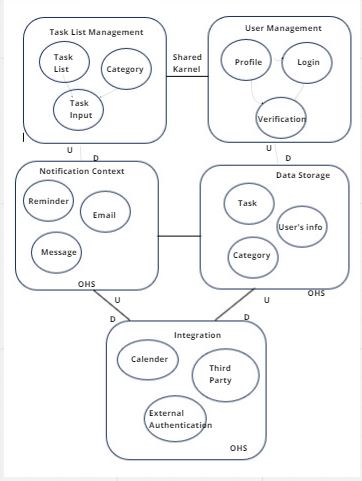 Task List Management
Task
List
Category
Task
Input
Shared
Karnel
User Management
Profile
Login
Verification
U
D
U
D
Notification Context
Reminder
Email
Message
OHS
Data Storage
Task
User's info
Category
OHS
U
D
U
D
Integration
Calender
Third
Party
External
Authentication
OHS